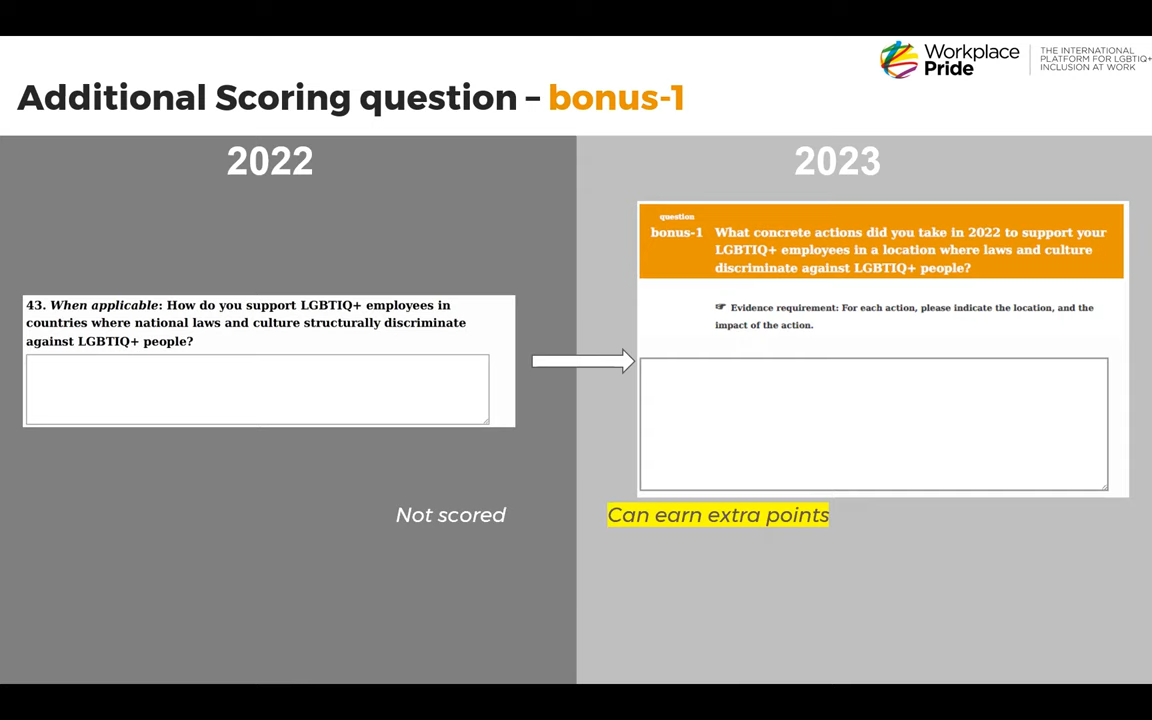 Workplace
Pride
THE INTERNATIONAL
PLATFORM FOR LGBTIQ+
INCLUSION AT WORK
Additional Scoring question – bonus-1
2022
43. When applicable: How do you support LGBTIQ+ employees in
countries where national laws and culture structurally discriminate
against LGBTIQ+ people?
Not scored
2023
question
bonus-1 What concrete actions did you take in 2022 to support your
LGBTIQ+ employees in a location where laws and culture
discriminate against LGBTIQ+ people?
☞ Evidence requirement: For each action, please indicate the location, and the
impact of the action.
Can earn extra points